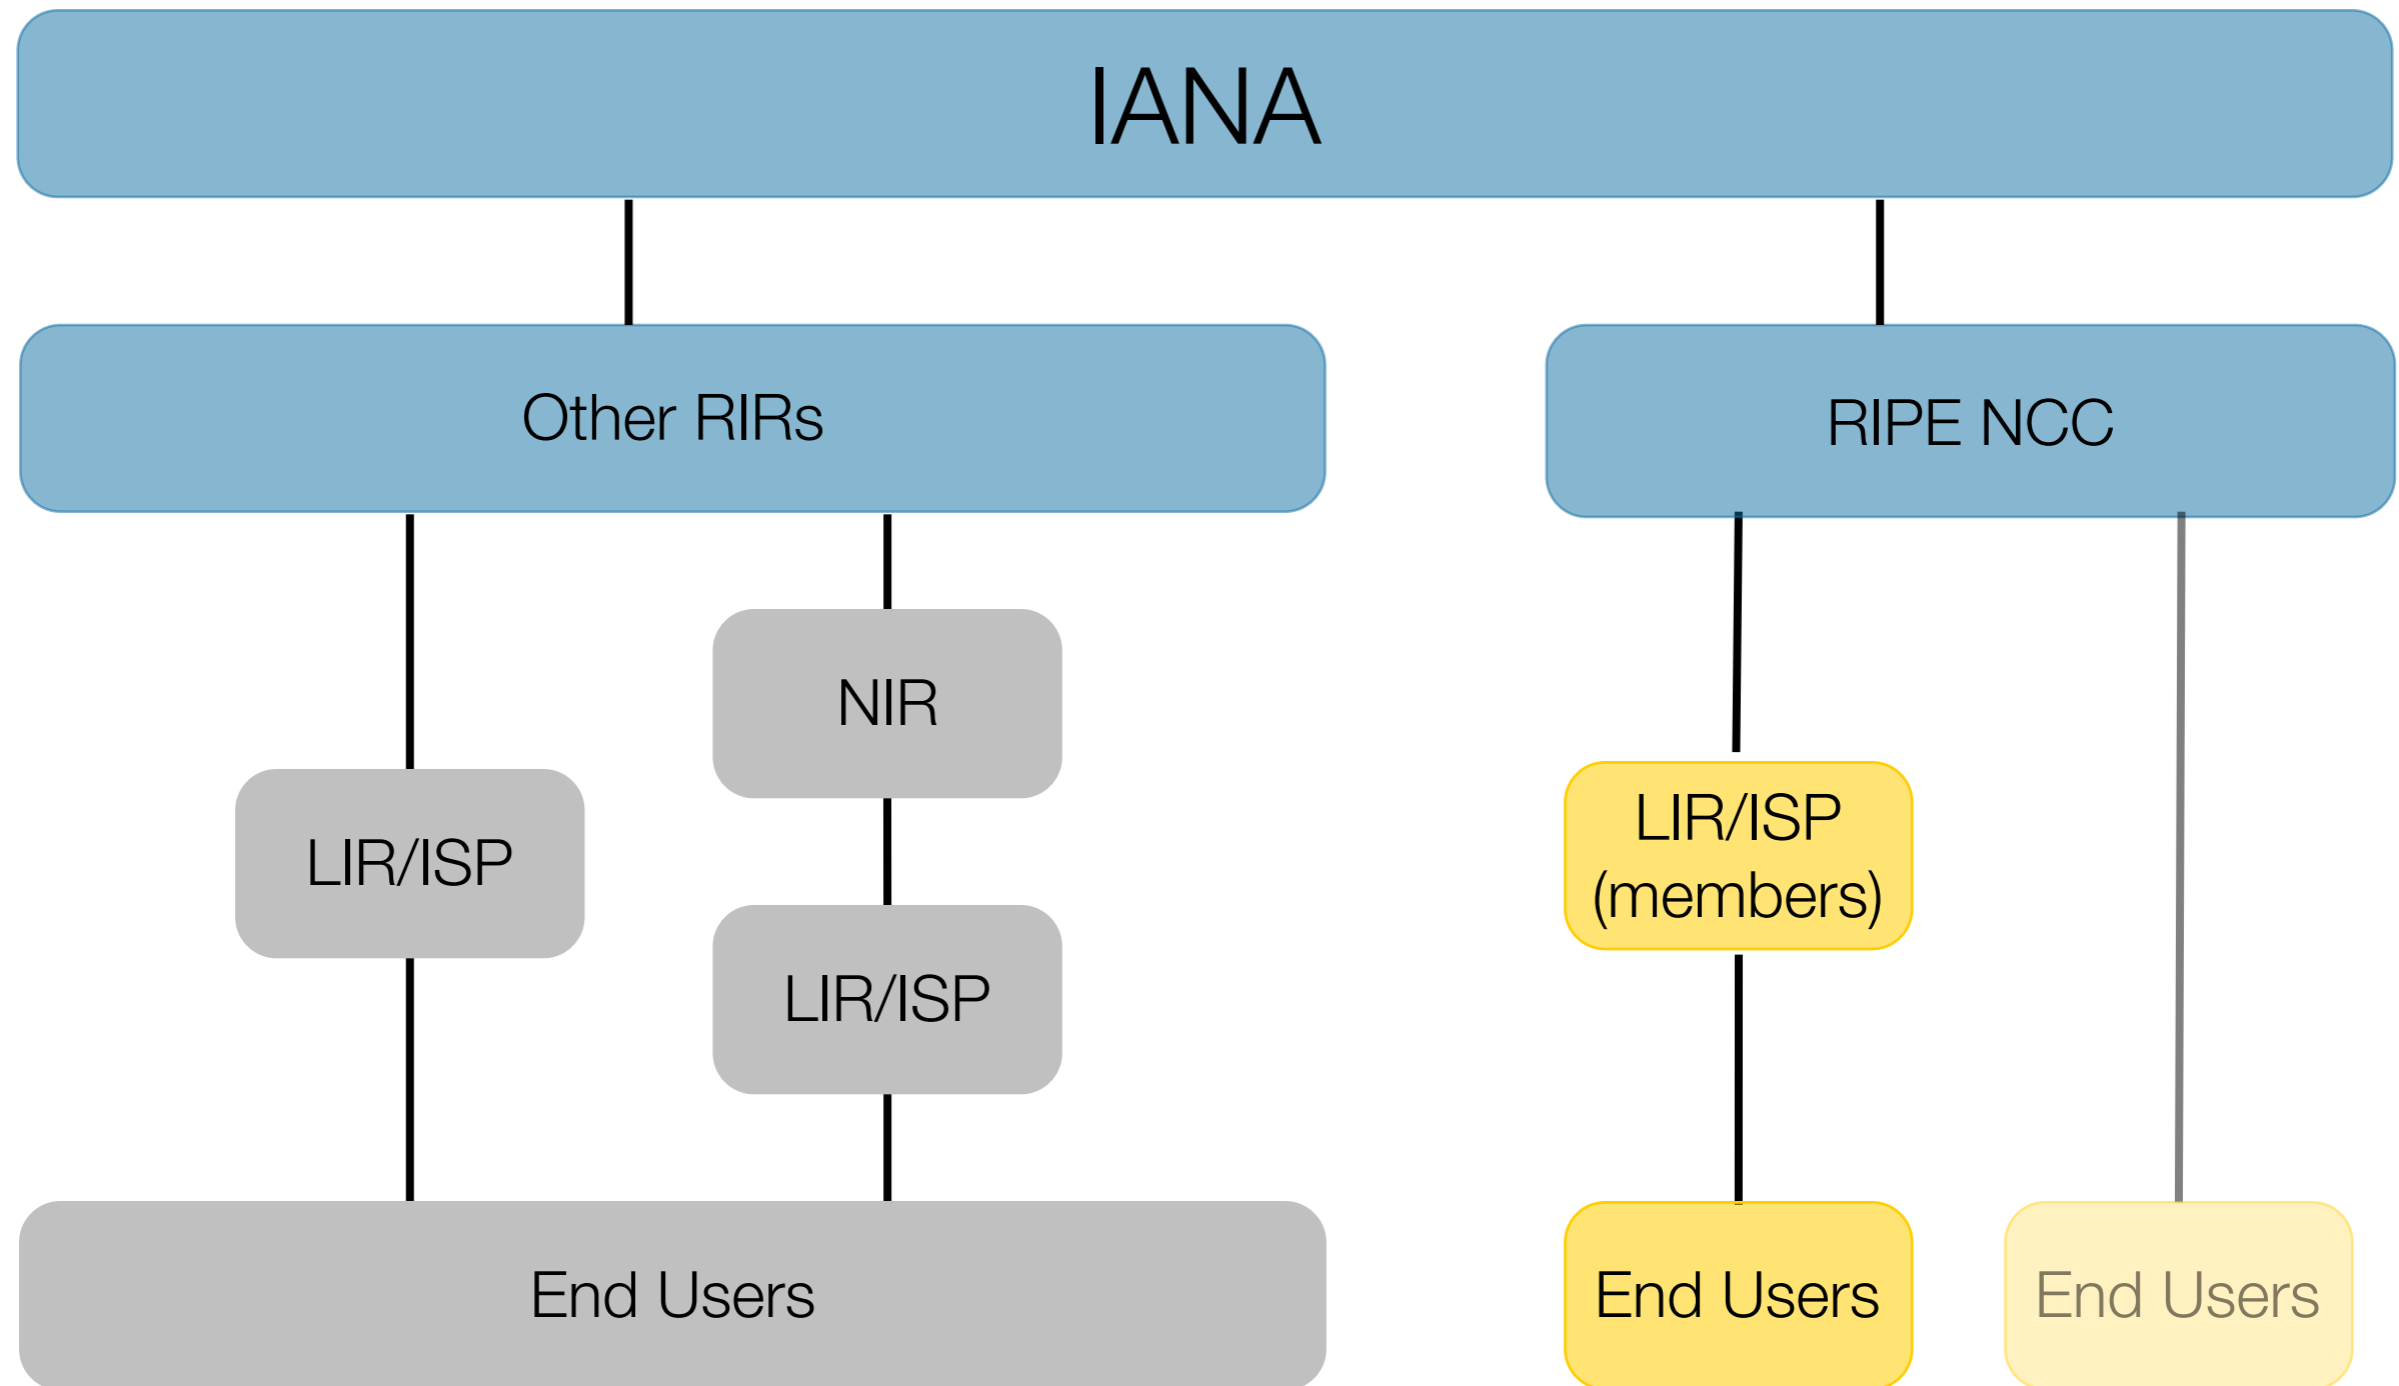 IANA
Other RIRs
RIPE NCC
NIR
LIR/ISP
LIR/ISP
LIR/ISP
(members)
End Users
End Users
End Users